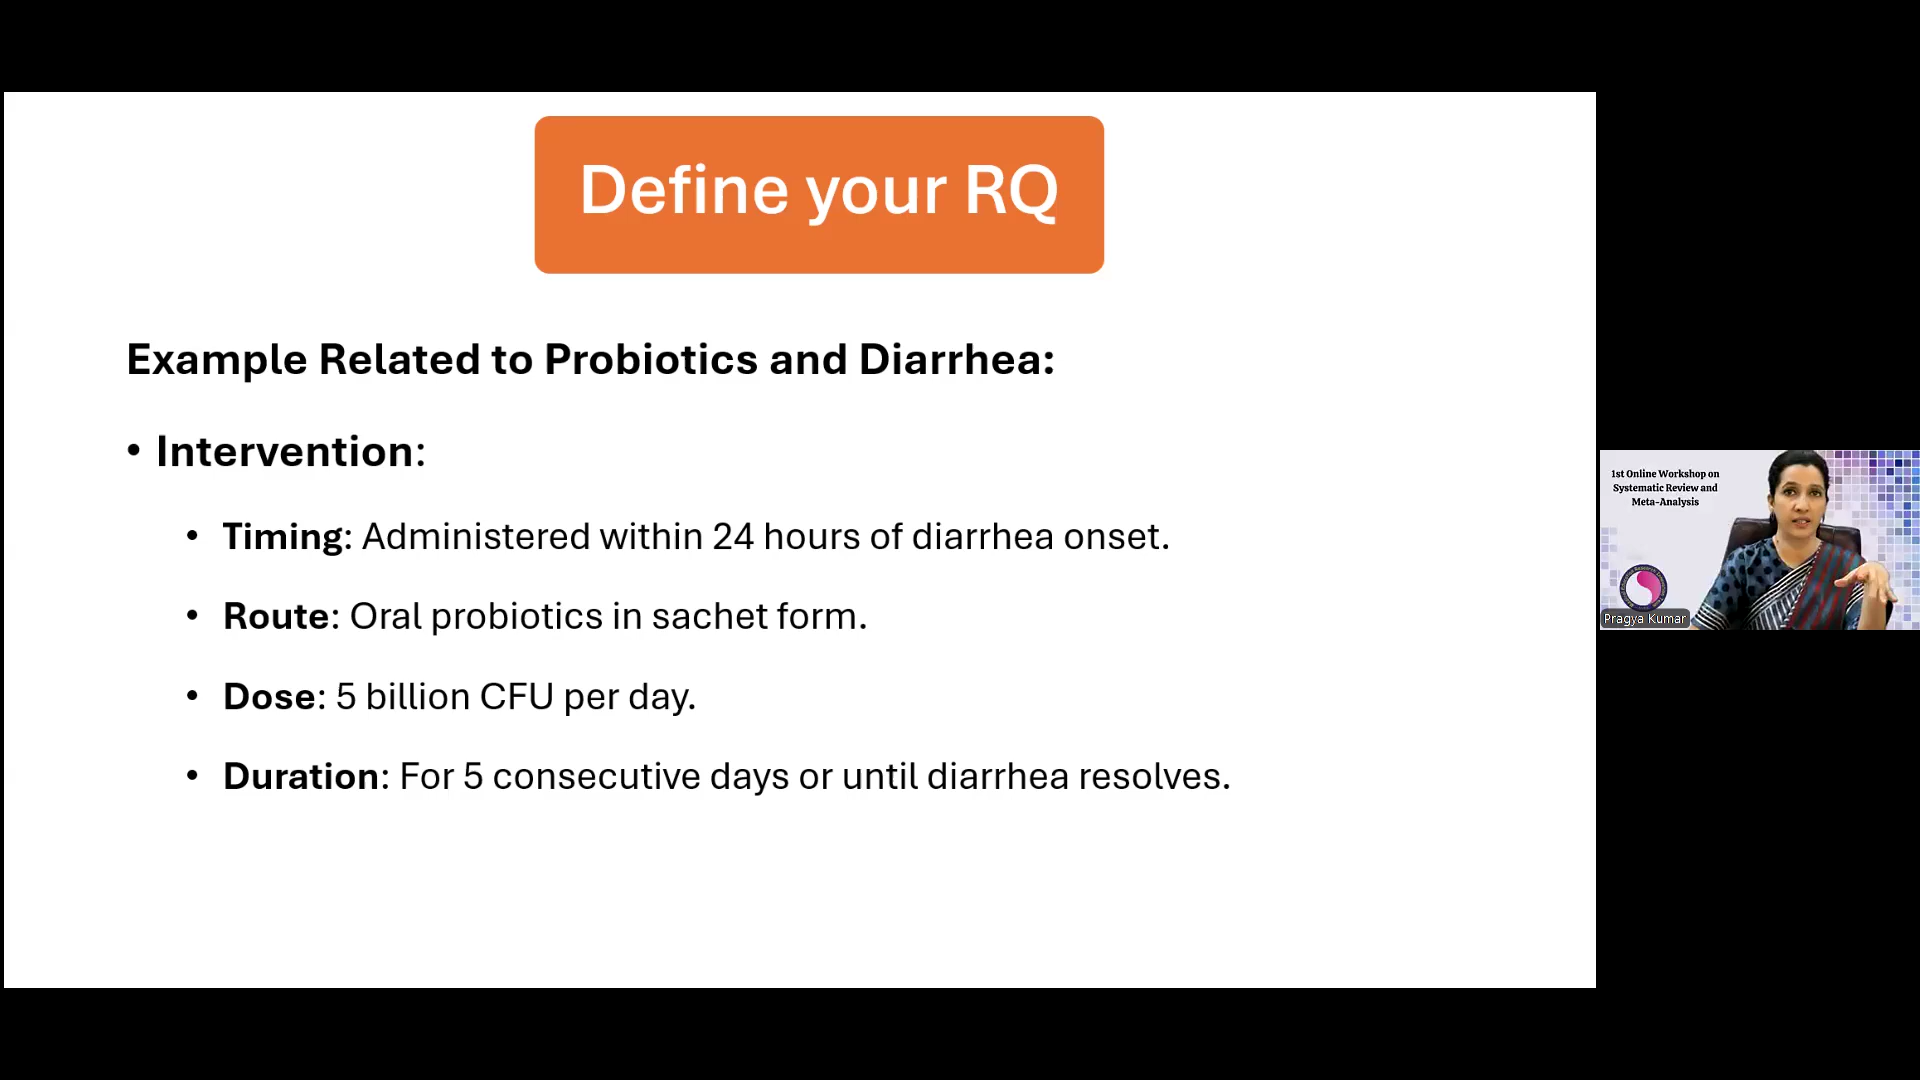 Define your RQ
Example Related to Probiotics and Diarrhea:
• Intervention:
• Timing: Administered within 24 hours of diarrhea onset.
• Route: Oral probiotics in sachet form.
• Dose: 5 billion CFU per day.
• Duration: For 5 consecutive days or until diarrhea resolves.
1st Online Workshop on
Systematic Review and
Meta-Analysis
Pragya Kumar